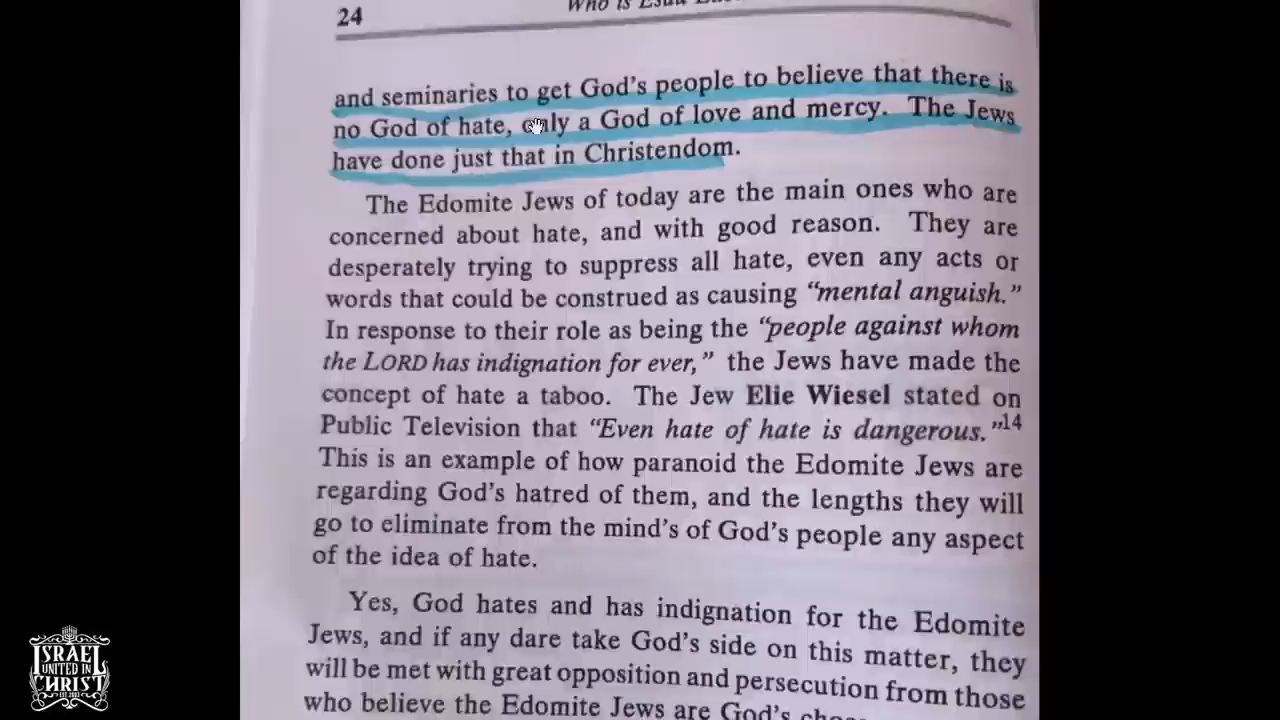 24
Who is Esau
and seminaries to get God's people to believe that there is
no God of hate, only a God of love and mercy. The Jews
have done just that in Christendom.
The Edomite Jews of today are the main ones who are
concerned about hate, and with good reason. They are
desperately trying to suppress all hate, even any acts or
words that could be construed as causing "mental anguish."
In response to their role as being the "people against whom
the LORD has indignation for ever," the Jews have made the
concept of hate a taboo. The Jew Elie Wiesel stated on
Public Television that "Even hate of hate is dangerous."14
This is an example of how paranoid the Edomite Jews are
regarding God's hatred of them, and the lengths they will
go to eliminate from the mind's of God's people any aspect
of the idea of hate.
Yes, God hates and has indignation for the Edomite
Jews, and if any dare take God's side on this matter, they
will be met with great opposition and persecution from those
who believe the Edomite Jews are God's
ISRAEL
UNITED IN
CHRIST